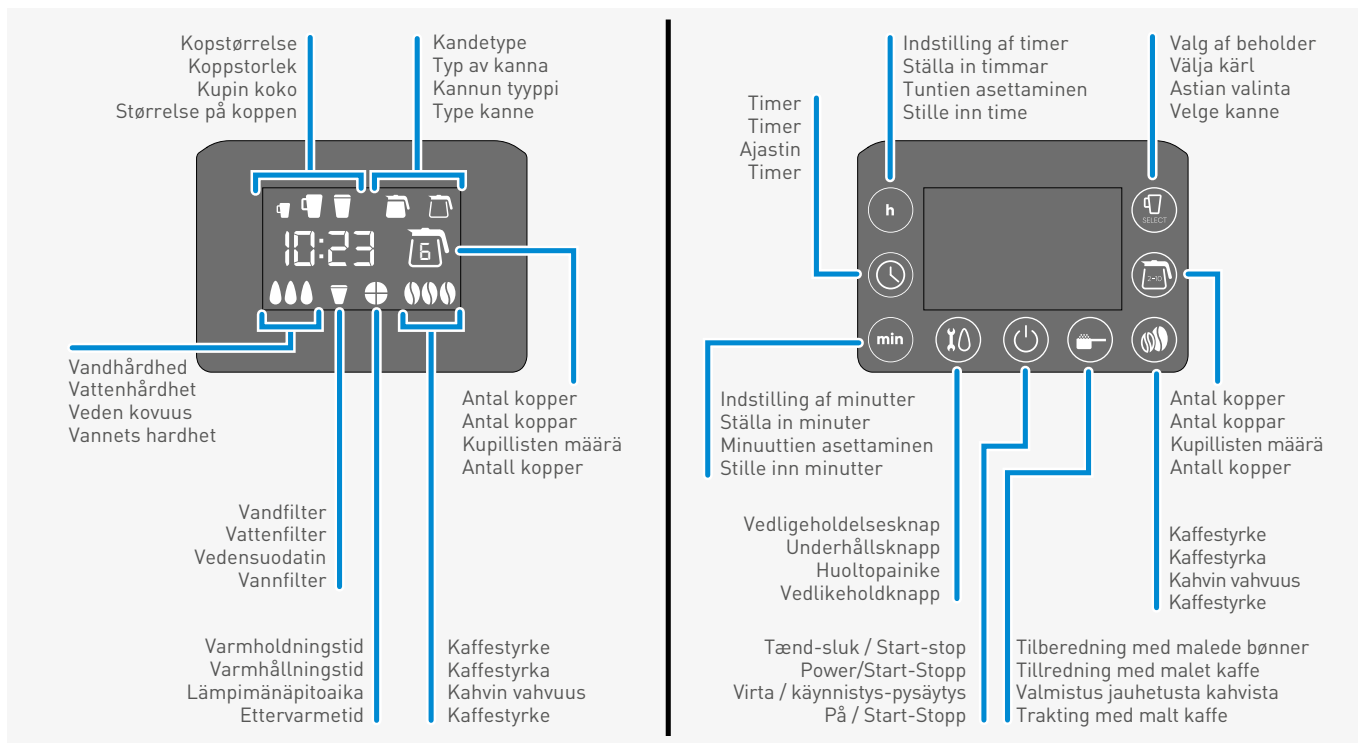 Kopstørrelse
Koppstorlek
Kupin koko
Størrelse på koppen
Kandetype
Typ av kanna
Kannun tyyppi
Type kanne
10:23
6
Vandhårdhed
Vattenhårdhet
Veden kovuus
Vannets hardhet
Antal kopper
Antal koppar
Kupillisten määrä
Antall kopper
Vandfilter
Vattenfilter
Vedensuodatin
Vannfilter
Varmholdningstid
Varmhållningstid
Lämpimänäpitoaika
Ettervarmetid
Kaffestyrke
Kaffestyrka
Kahvin vahvuus
Kaffestyrke
Timer
Timer
Ajastin
Timer
Indstilling af timer
Ställa in timmar
Tuntien asettaminen
Stille inn time
Valg af beholder
Välja kärl
Astian valinta
Velge kanne
h
SELECT
2-10
min
Indstilling af minutter
Ställa in minuter
Minuuttien asettaminen
Stille inn minutter
Antal kopper
Antal koppar
Kupillisten määrä
Antall kopper
Vedligeholdelsesknap
Underhållsknapp
Huoltopainike
Vedlikeholdknapp
Kaffestyrke
Kaffestyrka
Kahvin vahvuus
Kaffestyrke
Tænd-sluk / Start-stop
Power/Start-Stopp
Virta / käynnistys-pysäytys
På / Start-Stopp
Tilberedning med malede bønner
Tillredning med malet kaffe
Valmistus jauhetusta kahvista
Trakting med malt kaffe